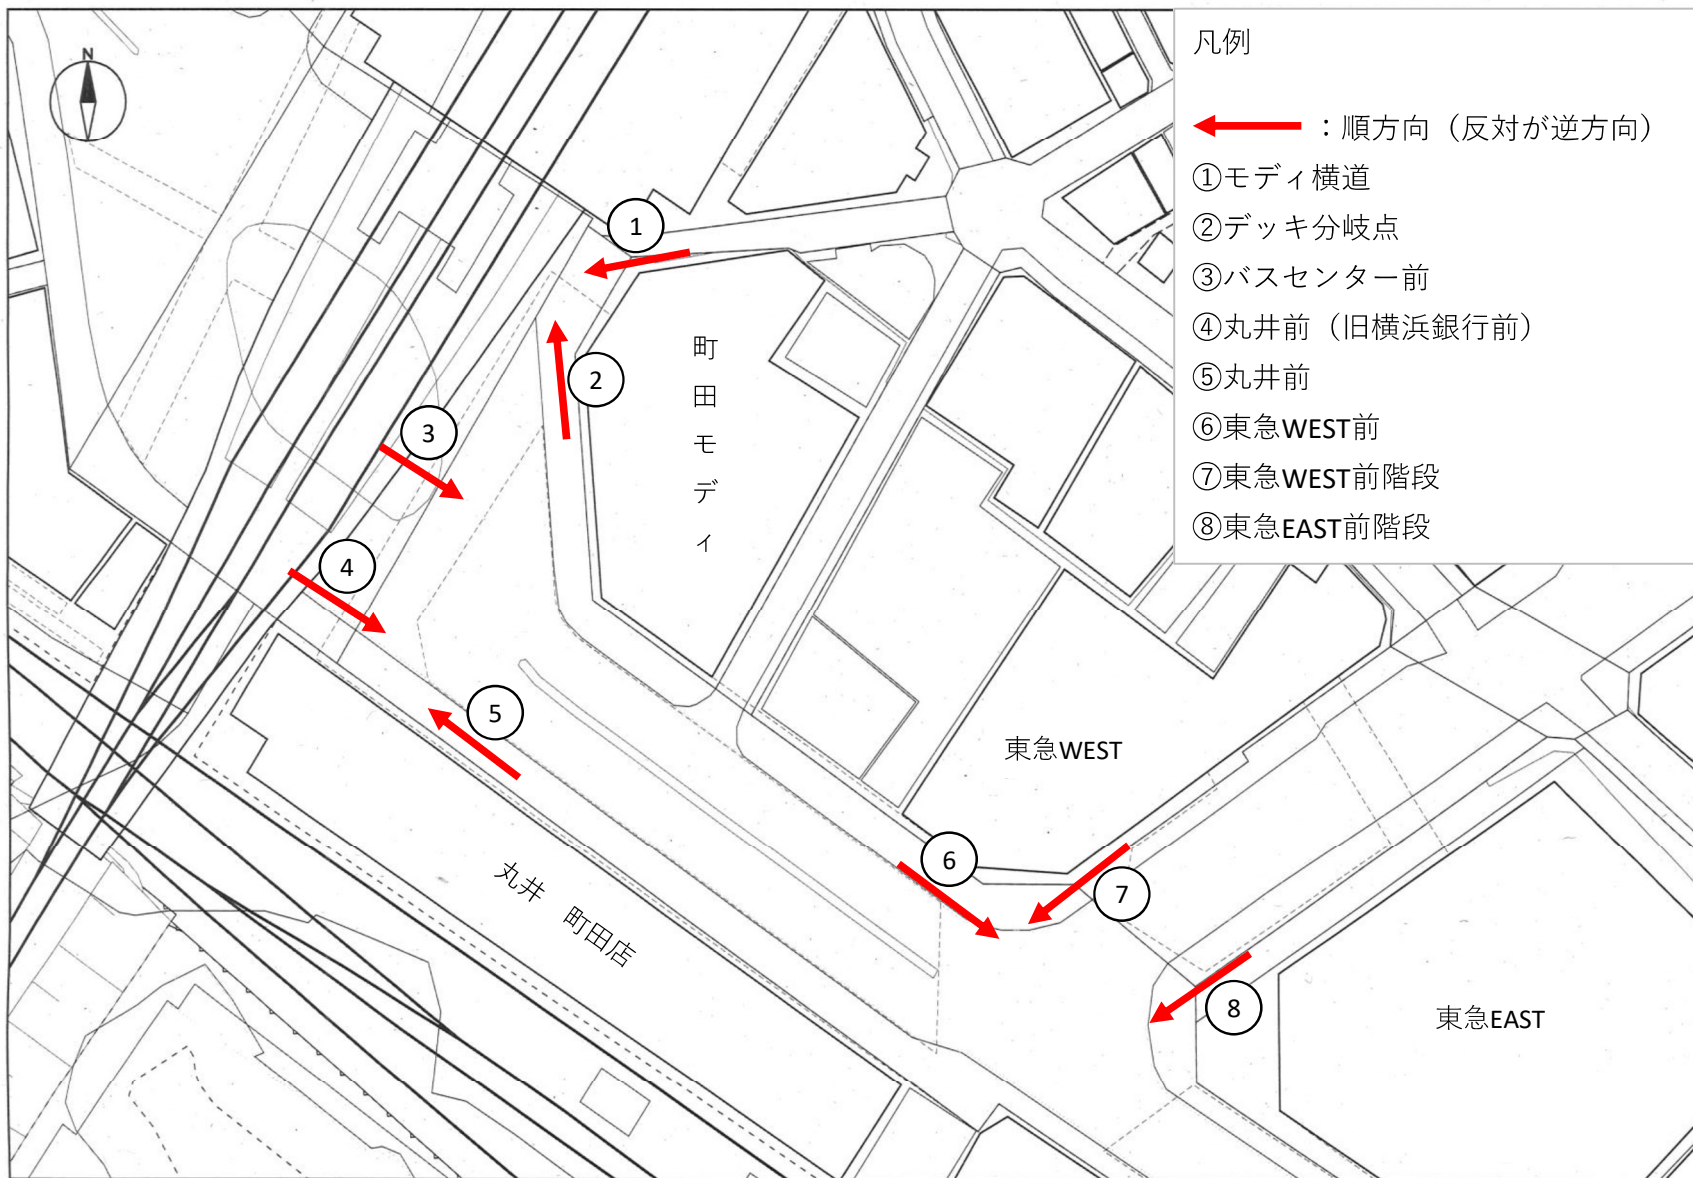 N
凡例
：順方向（反対が逆方向）
①モディ横道
②デッキ分岐点
③バスセンター前
④丸井前（旧横浜銀行前）
⑤丸井前
⑥東急WEST前
⑦東急WEST前階段
⑧東急EAST前階段
1
2
町田モディ
3
4
5
東急WEST
6
7
丸井 町田店
8
東急EAST